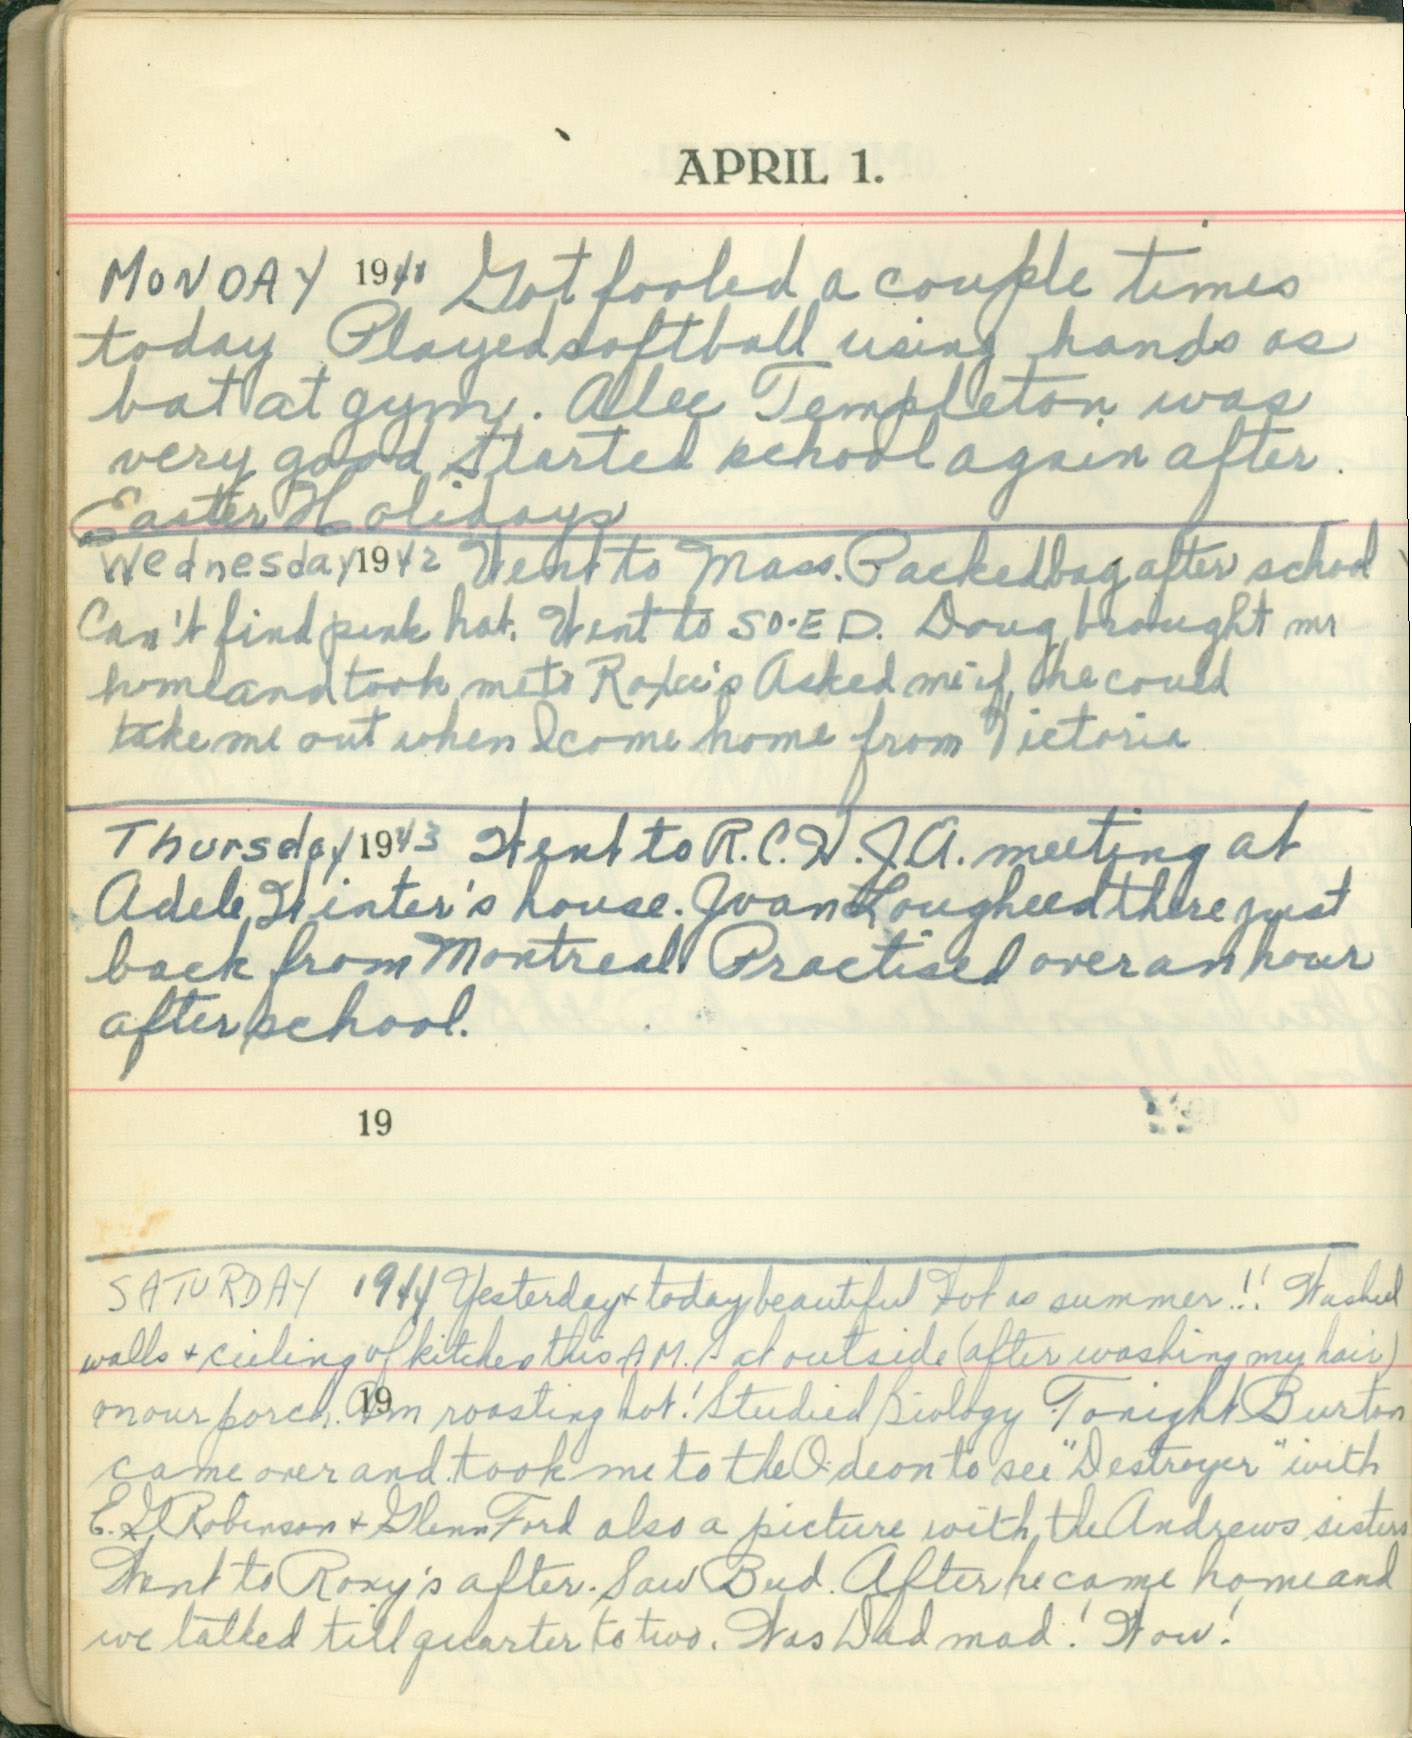 APRIL 1.
MONDAY 194 Got fooled a couple times
today Played softball using hands as
bat at gym. Alec Templeton was
very good Started school again after.
Easter Holidays
Wednesday 1942 Went to Mass. Packed bag after school
Can't find pink hat. Went to SO.ED. Doug brought me
home and took me to Roxie's Asked me if he could
take me out when I come home from Victoria
Thursday 1943 Went to R.C.W.J.A. meeting at
Adele Winter's house. Joan Lougheed there just
back from Montreal Practised over an hour
after school.
19
SATURDAY 1944 Yesterday + today beautiful Hot as summer!! Washed
walls + ceiling of kitchen this AM. Sat outside (after washing my hair)
19
on our porch. Am roasting hot! Studied Biology Tonight Burton
came over and took me to the Odeon to see "Destroyer" with
E. G. Robinson + Glenn Ford also a picture with the Andrews sisters
Went to Roxy's after. Saw Bud. After he came home and
we talked till quarter to two. Was Dad mad! Wow!